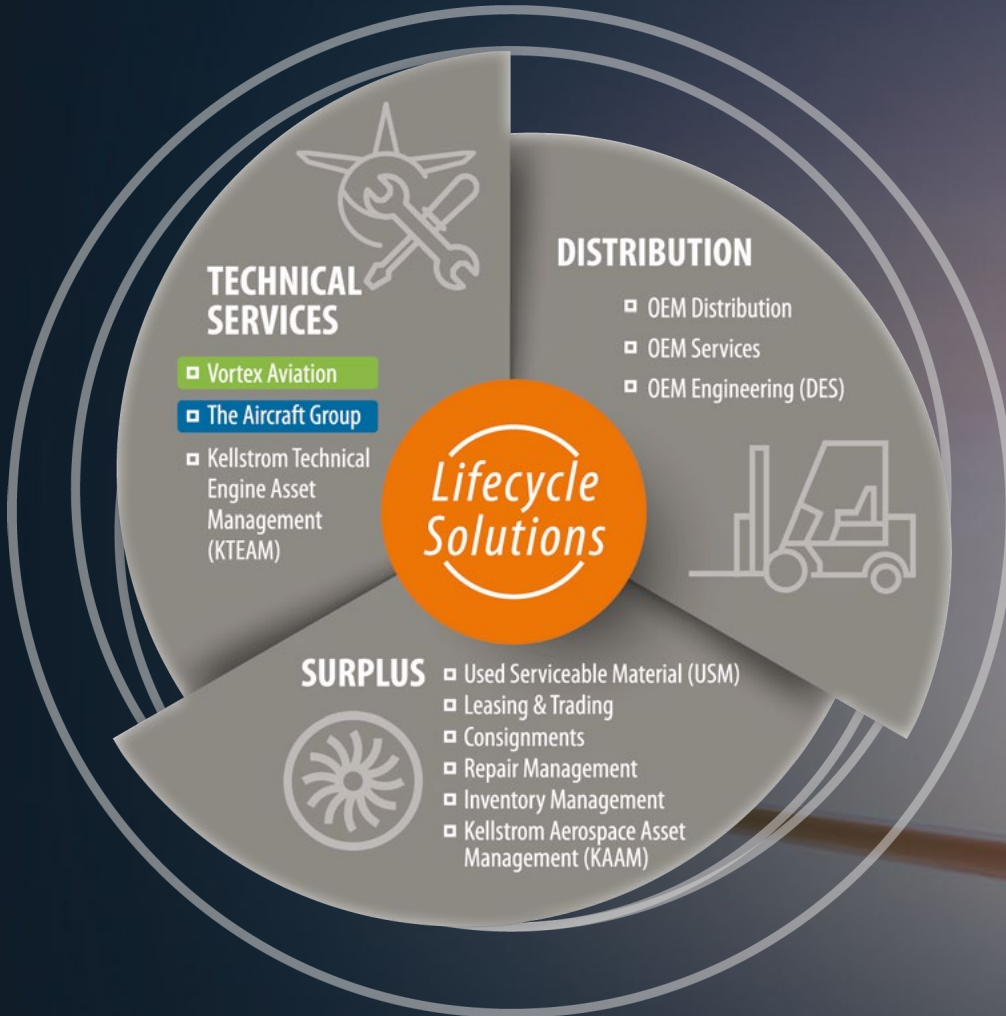 TECHNICAL
SERVICES
Vortex Aviation
The Aircraft Group
Kellstrom Technical
Engine Asset
Management
(KTEAM)
DISTRIBUTION
OEM Distribution
OEM Services
OEM Engineering (DES)
Lifecycle
Solutions
SURPLUS
Used Serviceable Material (USM)
Leasing & Trading
Consignments
Repair Management
Inventory Management
Kellstrom Aerospace Asset
Management (KAAM)